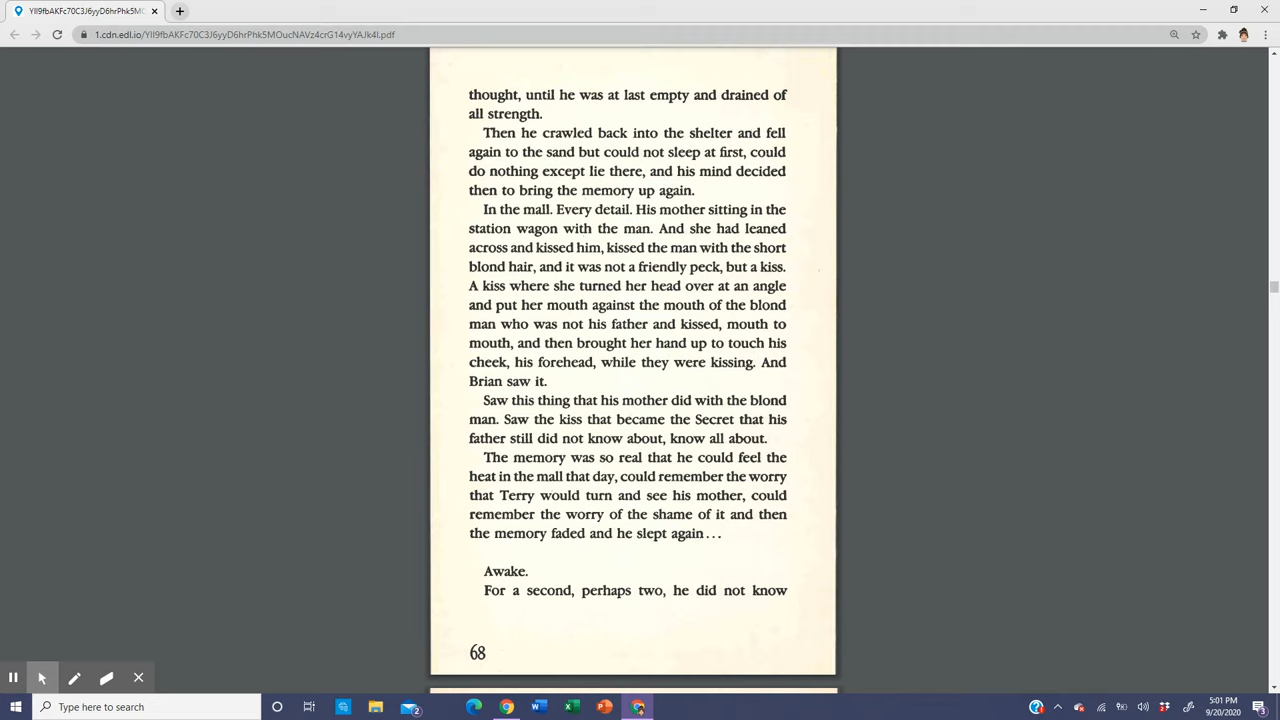 YII9fbAKFc70C3J6yyD6hrPhk5MC
1.cdn.edl.io/YII9fbAKFc70C3J6yyD6hrPhk5MOucNAVz4crG14vyYAJk4I.pdf
thought, until he was at last empty and drained of
all strength.
Then he crawled back into the shelter and fell
again to the sand but could not sleep at first, could
do nothing except lie there, and his mind decided
then to bring the memory up again.
In the mall. Every detail. His mother sitting in the
station wagon with the man. And she had leaned
across and kissed him, kissed the man with the short
blond hair, and it was not a friendly peck, but a kiss.
A kiss where she turned her head over at an angle
and put her mouth against the mouth of the blond
man who was not his father and kissed, mouth to
mouth, and then brought her hand up to touch his
cheek, his forehead, while they were kissing. And
Brian saw it.
Saw this thing that his mother did with the blond
man. Saw the kiss that became the Secret that his
father still did not know about, know all about.
The memory was so real that he could feel the
heat in the mall that day, could remember the worry
that Terry would turn and see his mother, could
remember the worry of the shame of it and then
the memory faded and he slept again...
Awake.
For a second, perhaps two, he did not know
68
Type here to search
2
5:01 PM
9/20/2020